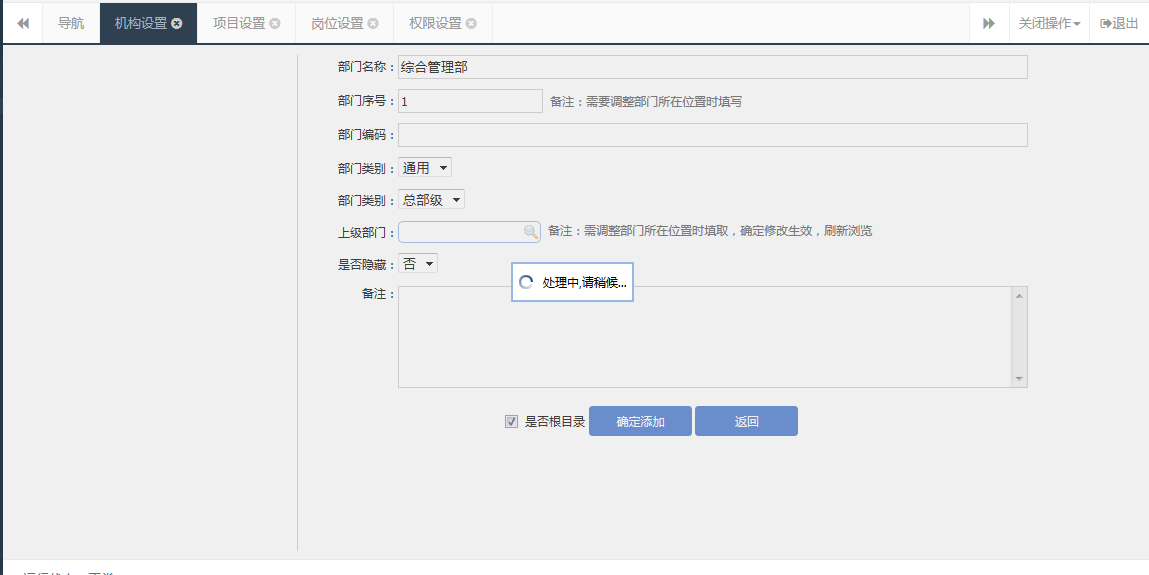 导航 机构设置 项目设置 岗位设置 权限设置 关闭操作 退出
部门名称：综合管理部
部门序号：1 备注：需要调整部门所在位置时填写
部门编码：
部门类别：通用
部门类别：总部级
上级部门： 备注：需调整部门所在位置时填取，确定修改生效，刷新浏览
是否隐藏：否
处理中,请稍候...
备注：
是否根目录 确定添加 返回